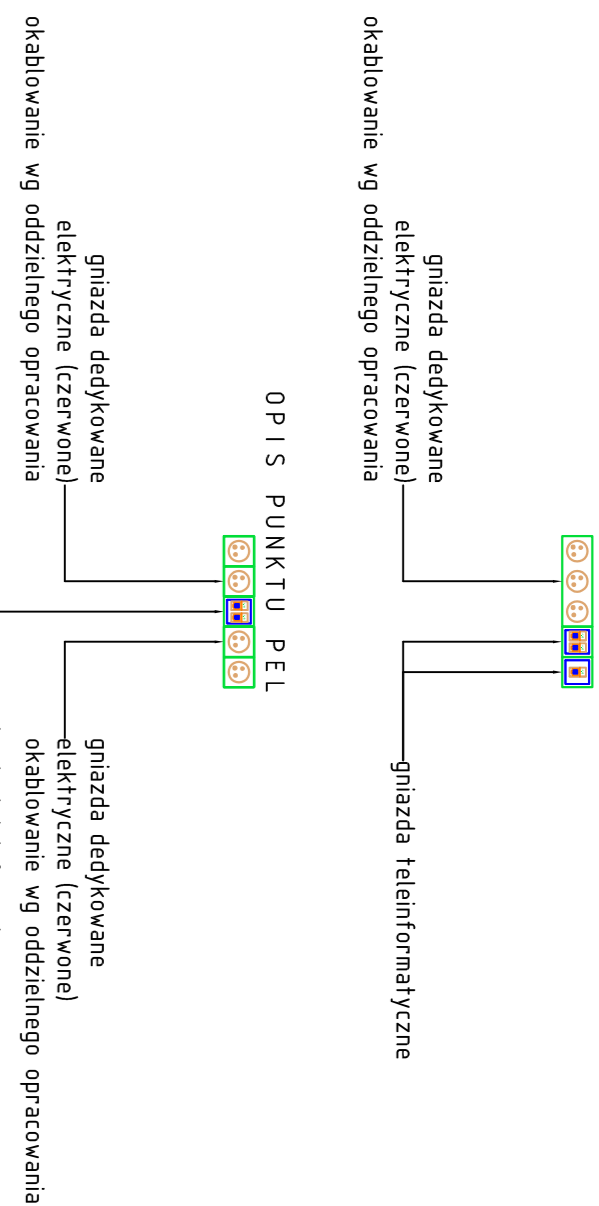 gniazda dedykowane
elektryczne (czerwone)
okablowanie wg oddzielnego opracowania
gniazda teleinformatyczne
OPIS PUNKTU PEL
gniazda dedykowane
elektryczne (czerwone)
okablowanie wg oddzielnego opracowania
gniazda dedykowane
elektryczne (czerwone)
okablowanie wg oddzielnego opracowania